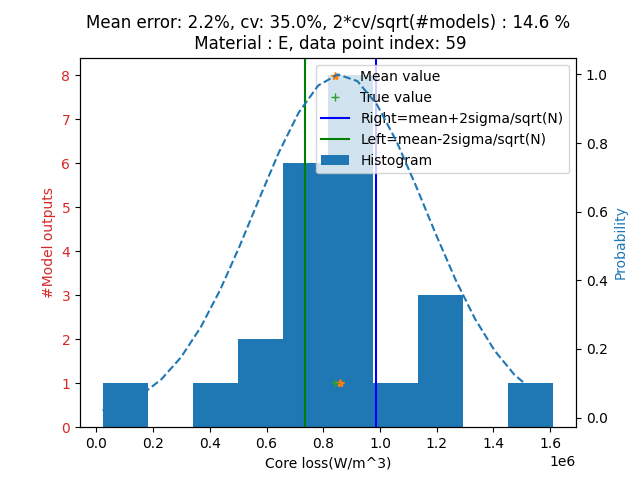 Mean error: 2.2%, cv: 35.0%, 2*cv/sqrt(#models) : 14.6 %
Material : E, data point index: 59
Mean value
True value
Right=mean+2sigma/sqrt(N)
Left=mean-2sigma/sqrt(N)
Histogram
#Model outputs
8
7
6
5
4
3
2
1
0
Probability
1.0
0.8
0.6
0.4
0.2
0.0
0.0 0.2 0.4 0.6 0.8 1.0 1.2 1.4 1.6
1e6
Core loss(W/m^3)